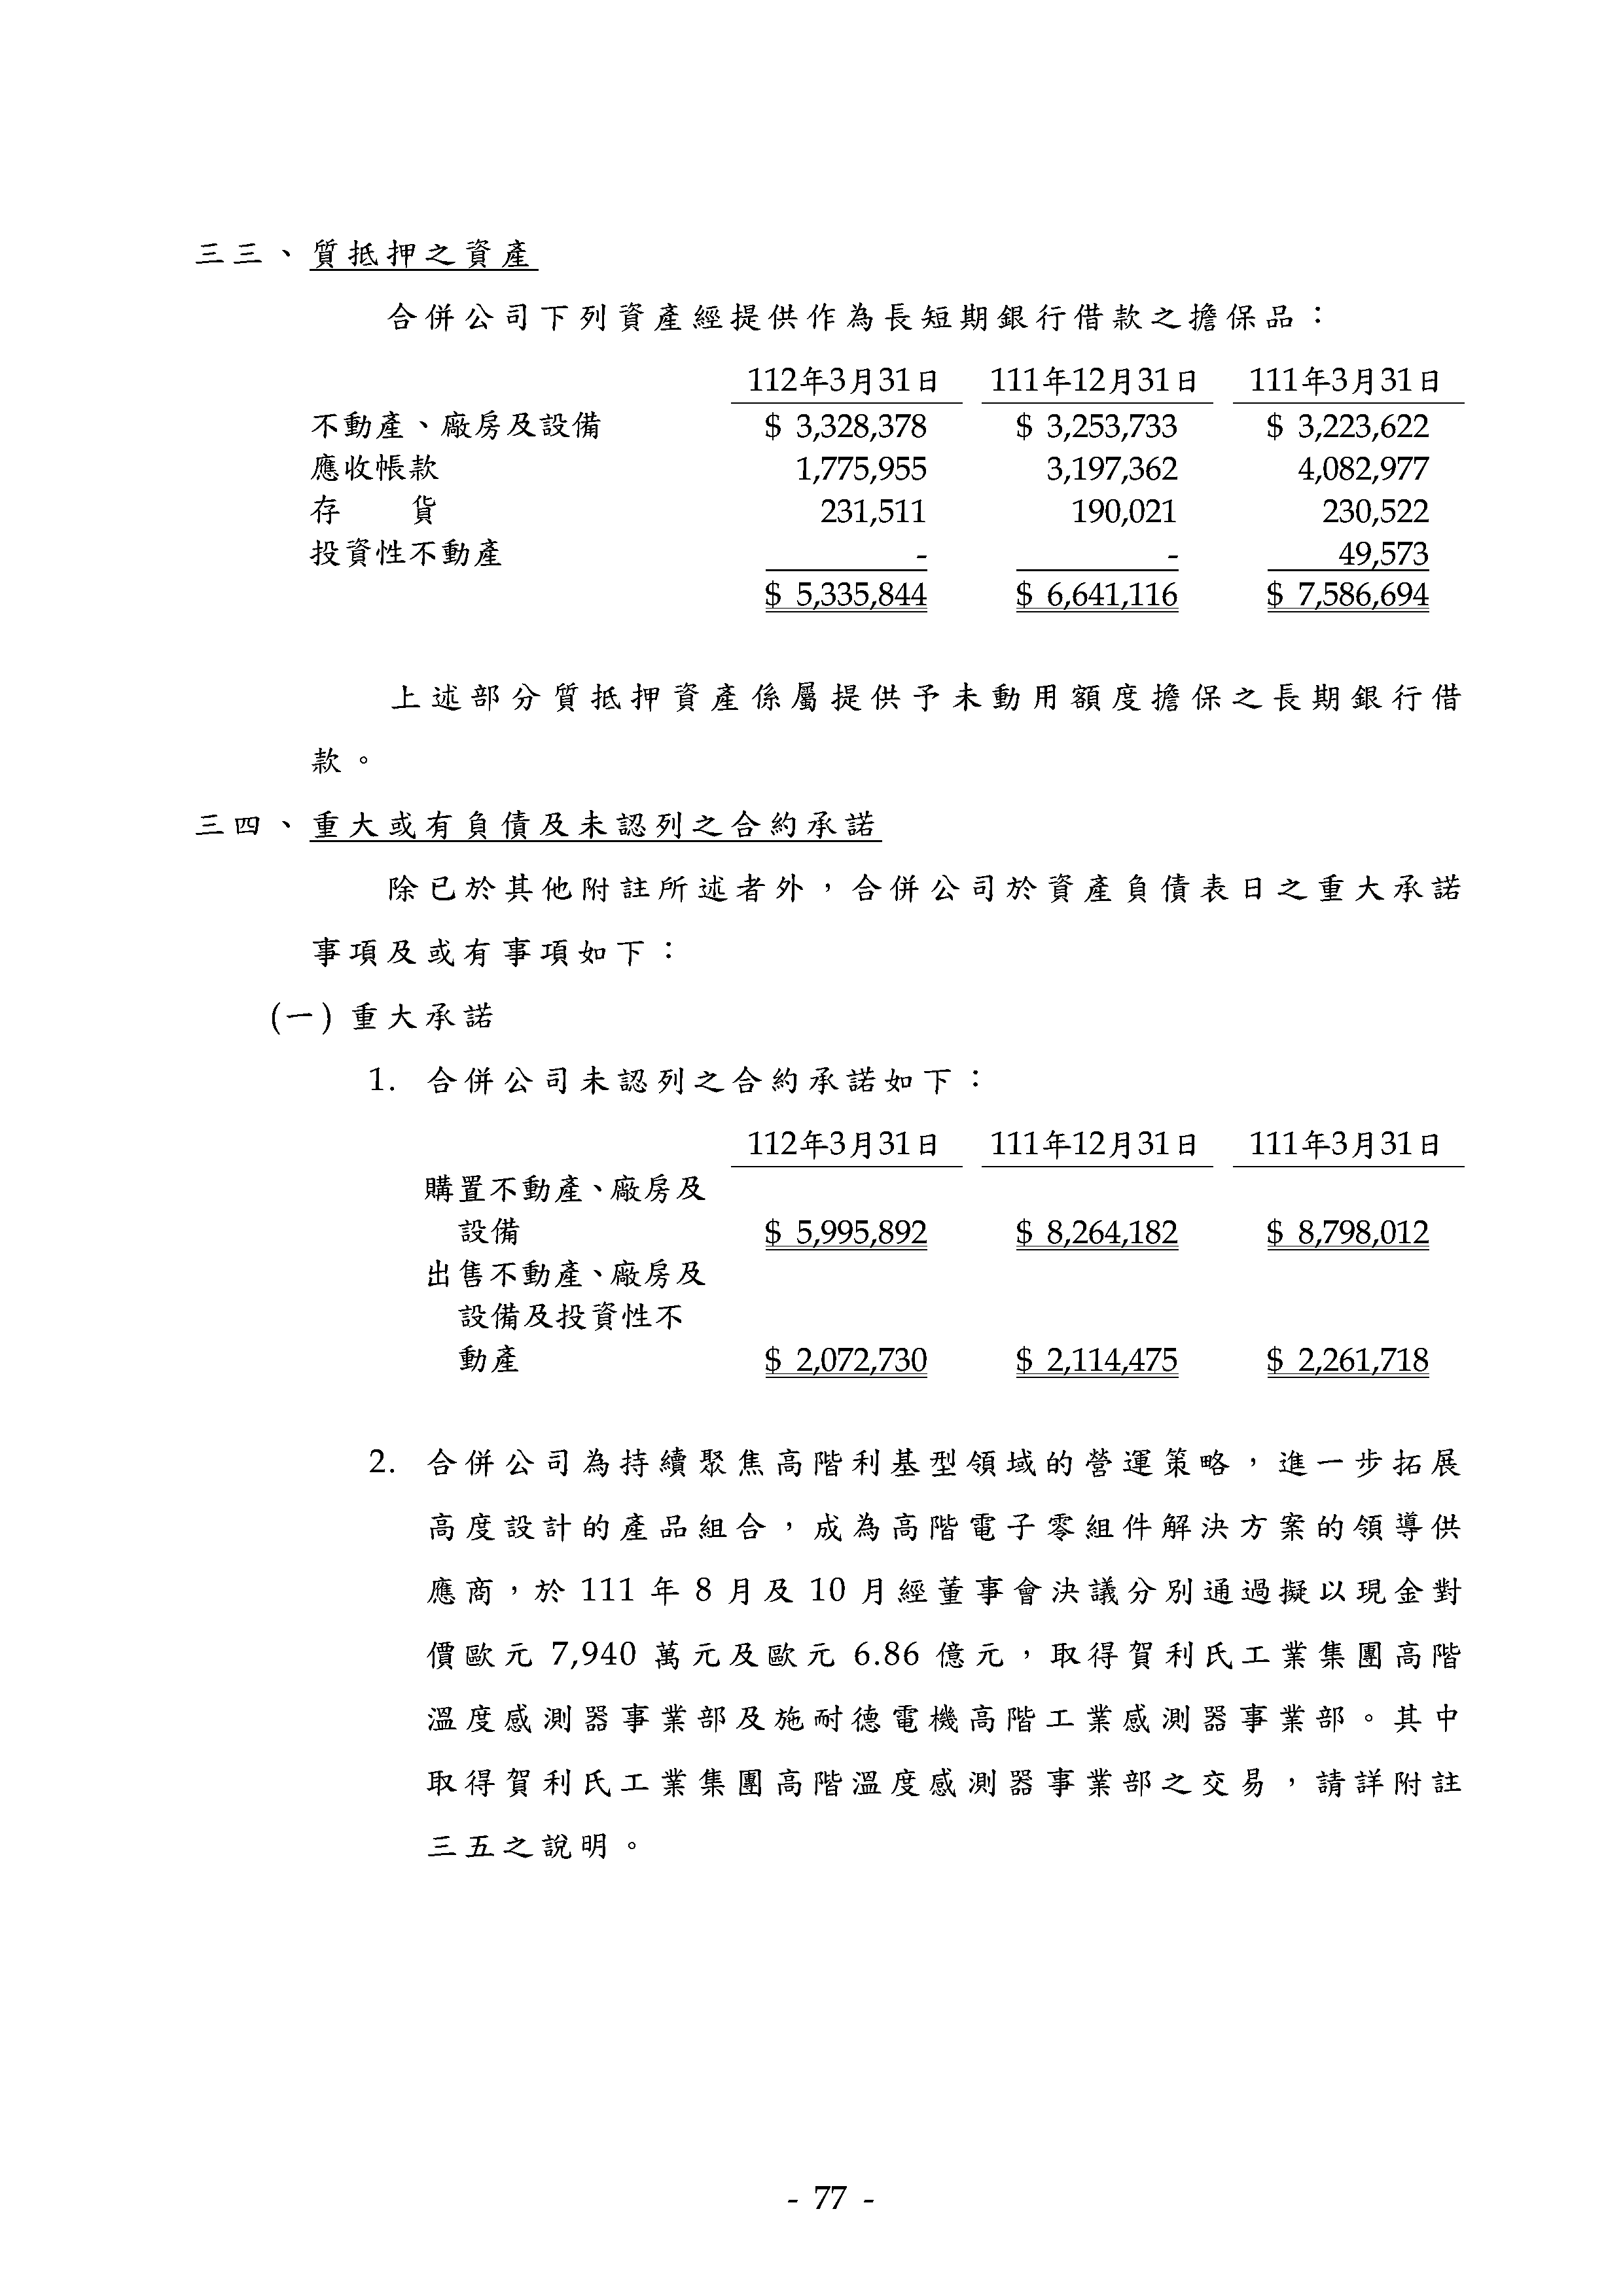 三三、質抵押之資產
合併公司下列資產經提供作為長短期銀行借款之擔保品：
112年3月31日 111年12月31日 111年3月31日
不動產、廠房及設備 $ 3,328,378 $ 3,253,733 $ 3,223,622
應收帳款 1,775,955 3,197,362 4,082,977
存　　貨 231,511 190,021 230,522
投資性不動產 - - 49,573
$ 5,335,844 $ 6,641,116 $ 7,586,694
上述部分質抵押資產係屬提供予未動用額度擔保之長期銀行借
款。
三四、重大或有負債及未認列之合約承諾
除已於其他附註所述者外，合併公司於資產負債表日之重大承諾
事項及或有事項如下：
(一) 重大承諾
1. 合併公司未認列之合約承諾如下：
112年3月31日 111年12月31日 111年3月31日
購置不動產、廠房及
設備 $ 5,995,892 $ 8,264,182 $ 8,798,012
出售不動產、廠房及
設備及投資性不
動產 $ 2,072,730 $ 2,114,475 $ 2,261,718
2. 合併公司為持續聚焦高階利基型領域的營運策略，進一步拓展
高度設計的產品組合，成為高階電子零組件解決方案的領導供
應商，於 111 年 8 月及 10 月經董事會決議分別通過擬以現金對
價歐元 7,940 萬元及歐元 6.86 億元，取得賀利氏工業集團高階
溫度感測器事業部及施耐德電機高階工業感測器事業部。其中
取得賀利氏工業集團高階溫度感測器事業部之交易，請詳附註
三五之說明。
- 77 -